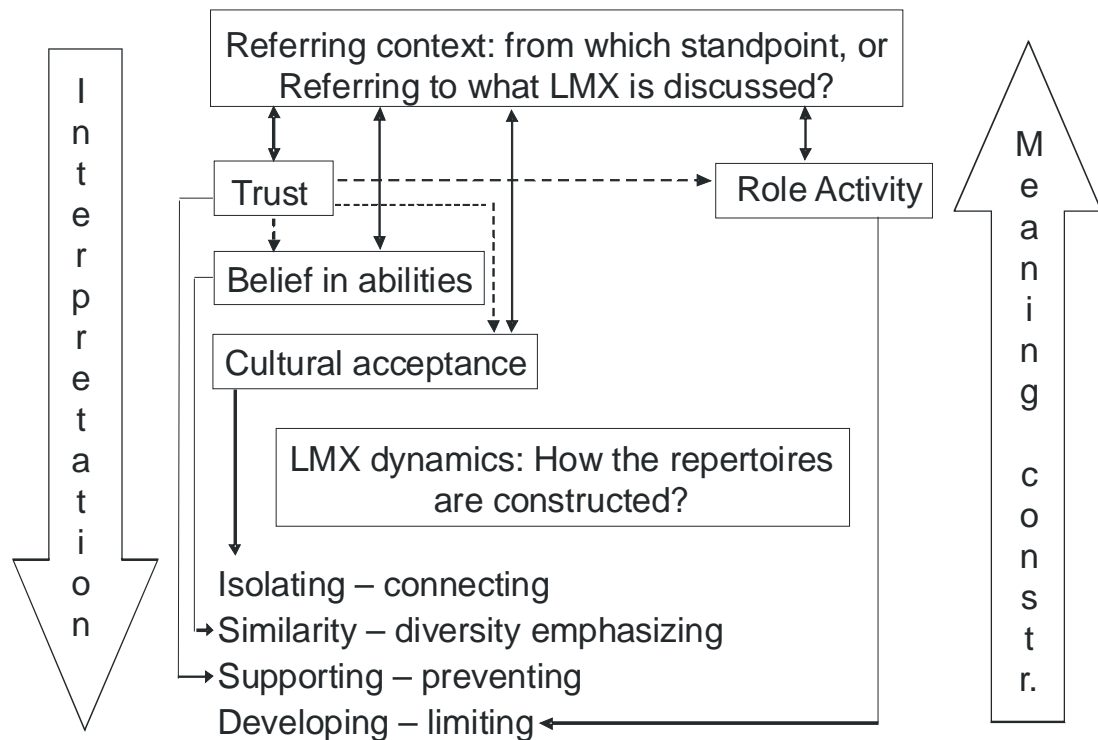 Referring context: from which standpoint, or
Referring to what LMX is discussed?
Interpretation
Meaning constr.
Trust
Role Activity
Belief in abilities
Cultural acceptance
LMX dynamics: How the repertoires
are constructed?
Isolating – connecting
Similarity – diversity emphasizing
Supporting – preventing
Developing – limiting